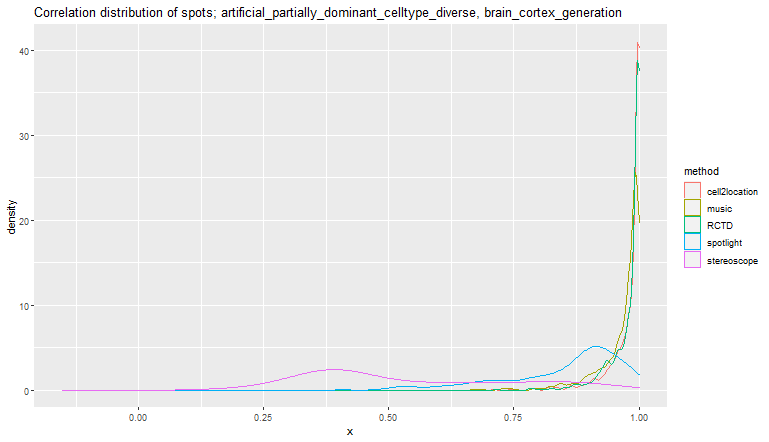 Correlation distribution of spots; artificial_partially_dominant_celltype_diverse, brain_cortex_generation
40
30
20
10
0
density
0.00 0.25 0.50 0.75 1.00
x
method
cell2location
music
RCTD
spotlight
stereoscope